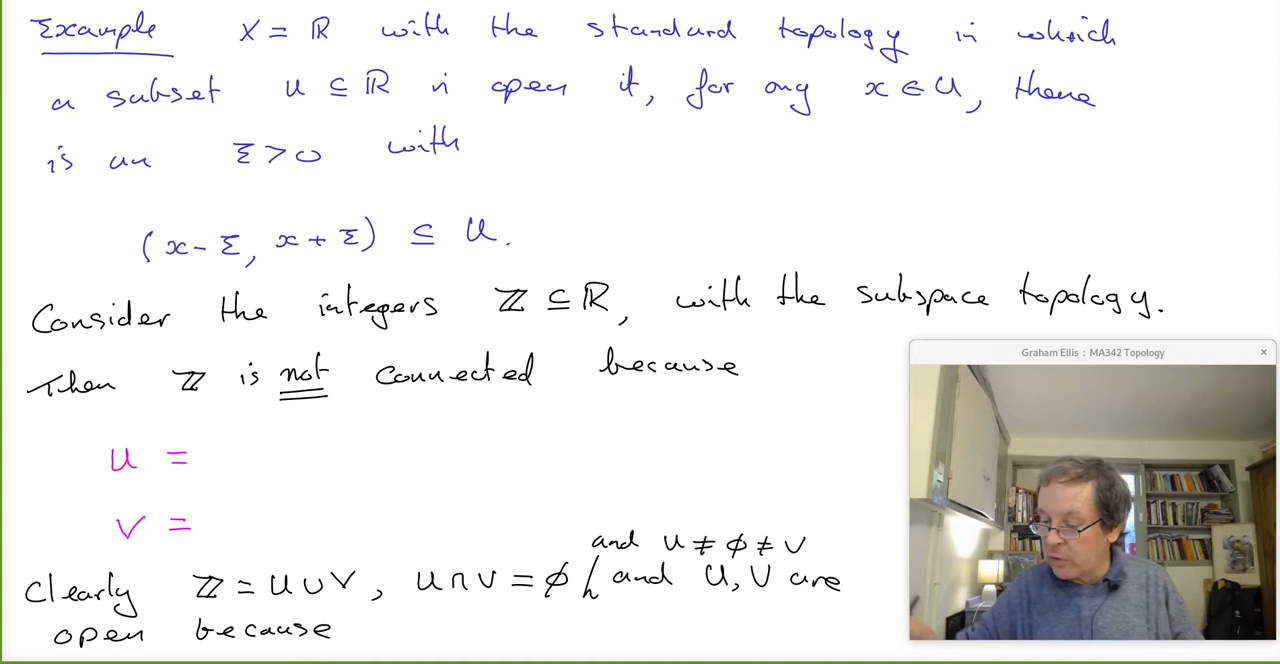 Example X = ℝ with the standard topology in which
a subset U ⊆ ℝ is open if, for any x ∈ U, there
is an ε > 0 with
(x - ε, x + ε) ⊆ U.
Consider the integers ℤ ⊆ ℝ, with the subspace topology.
Graham Ellis : MA342 Topology
Then ℤ is not connected because
U =
V =
and U ≠ ∅ ≠ V
Clearly ℤ = U ∪ V, U ∩ V = ∅ and U, V are
open because